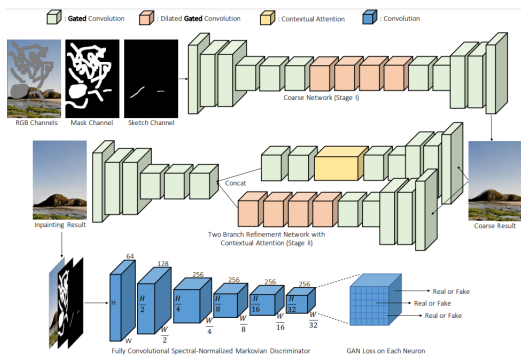 : Gated Convolution
: Dilated Gated Convolution
: Contextual Attention
: Convolution
RGB Channels
Mask Channel
Sketch Channel
Coarse Network (Stage I)
Concat
Inpainting Result
Two Branch Refinement Network with
Contextual Attention (Stage II)
Coarse Result
64
128
256
256
256
256
H
W
H/2
W/2
H/4
W/4
H/8
W/8
H/16
W/16
H/32
W/32
Real or Fake
Real or Fake
Real or Fake
Fully Convolutional Spectral-Normalized Markovian Discriminator
GAN Loss on Each Neuron